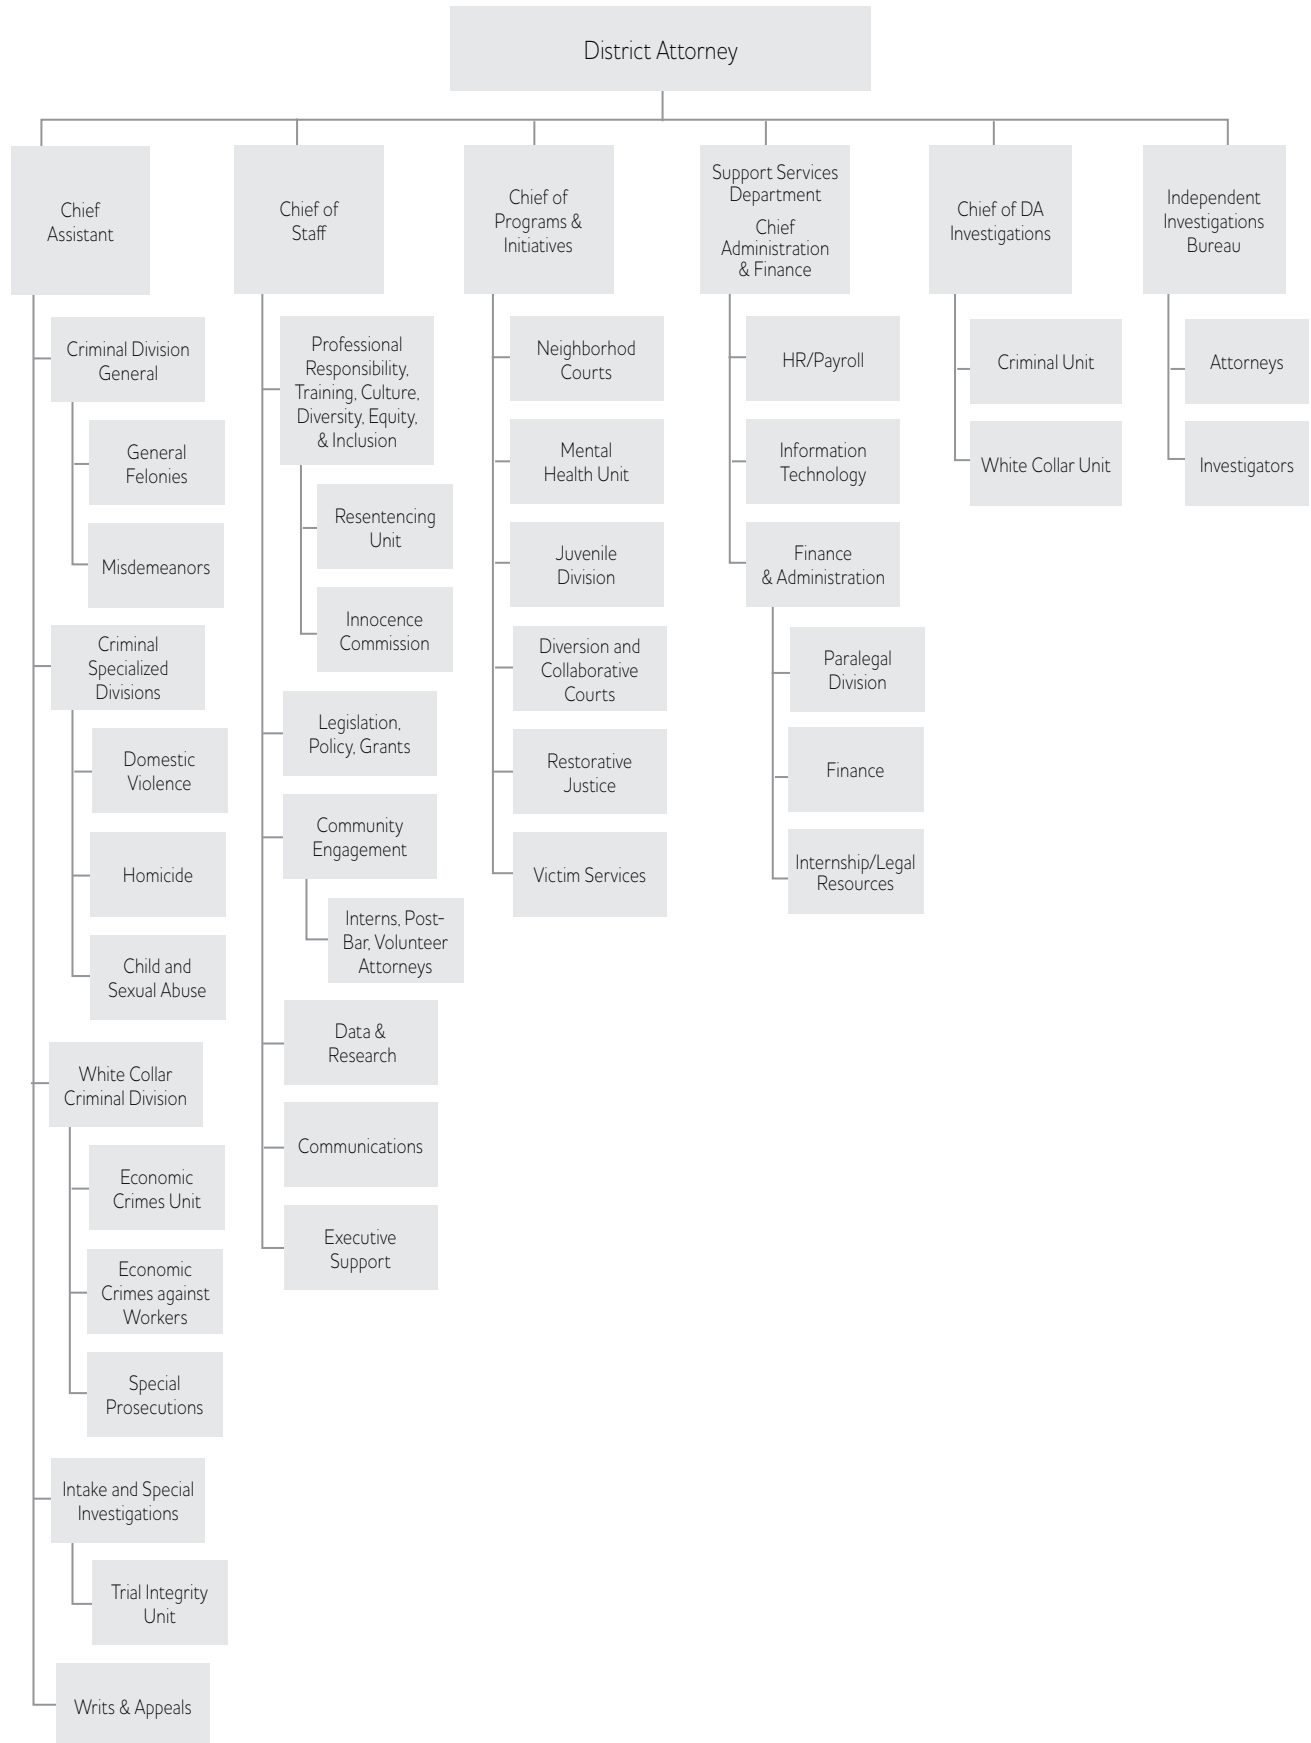 District Attorney
Chief
Assistant
Criminal Division
General
General
Felonies
Misdemeanors
Criminal
Specialized
Divisions
Domestic
Violence
Homicide
Child and
Sexual Abuse
White Collar
Criminal Division
Economic
Crimes Unit
Economic
Crimes against
Workers
Special
Prosecutions
Intake and Special
Investigations
Trial Integrity
Unit
Writs & Appeals
Chief of
Staff
Professional
Responsibility,
Training, Culture,
Diversity, Equity,
& Inclusion
Resentencing
Unit
Innocence
Commission
Legislation,
Policy, Grants
Community
Engagement
Interns, Post-
Bar, Volunteer
Attorneys
Data &
Research
Communications
Executive
Support
Chief of
Programs &
Initiatives
Neighborhod
Courts
Mental
Health Unit
Juvenile
Division
Diversion and
Collaborative
Courts
Restorative
Justice
Victim Services
Support Services
Department
Chief
Administration
& Finance
HR/Payroll
Information
Technology
Finance
& Administration
Paralegal
Division
Finance
Internship/Legal
Resources
Chief of DA
Investigations
Criminal Unit
White Collar Unit
Independent
Investigations
Bureau
Attorneys
Investigators